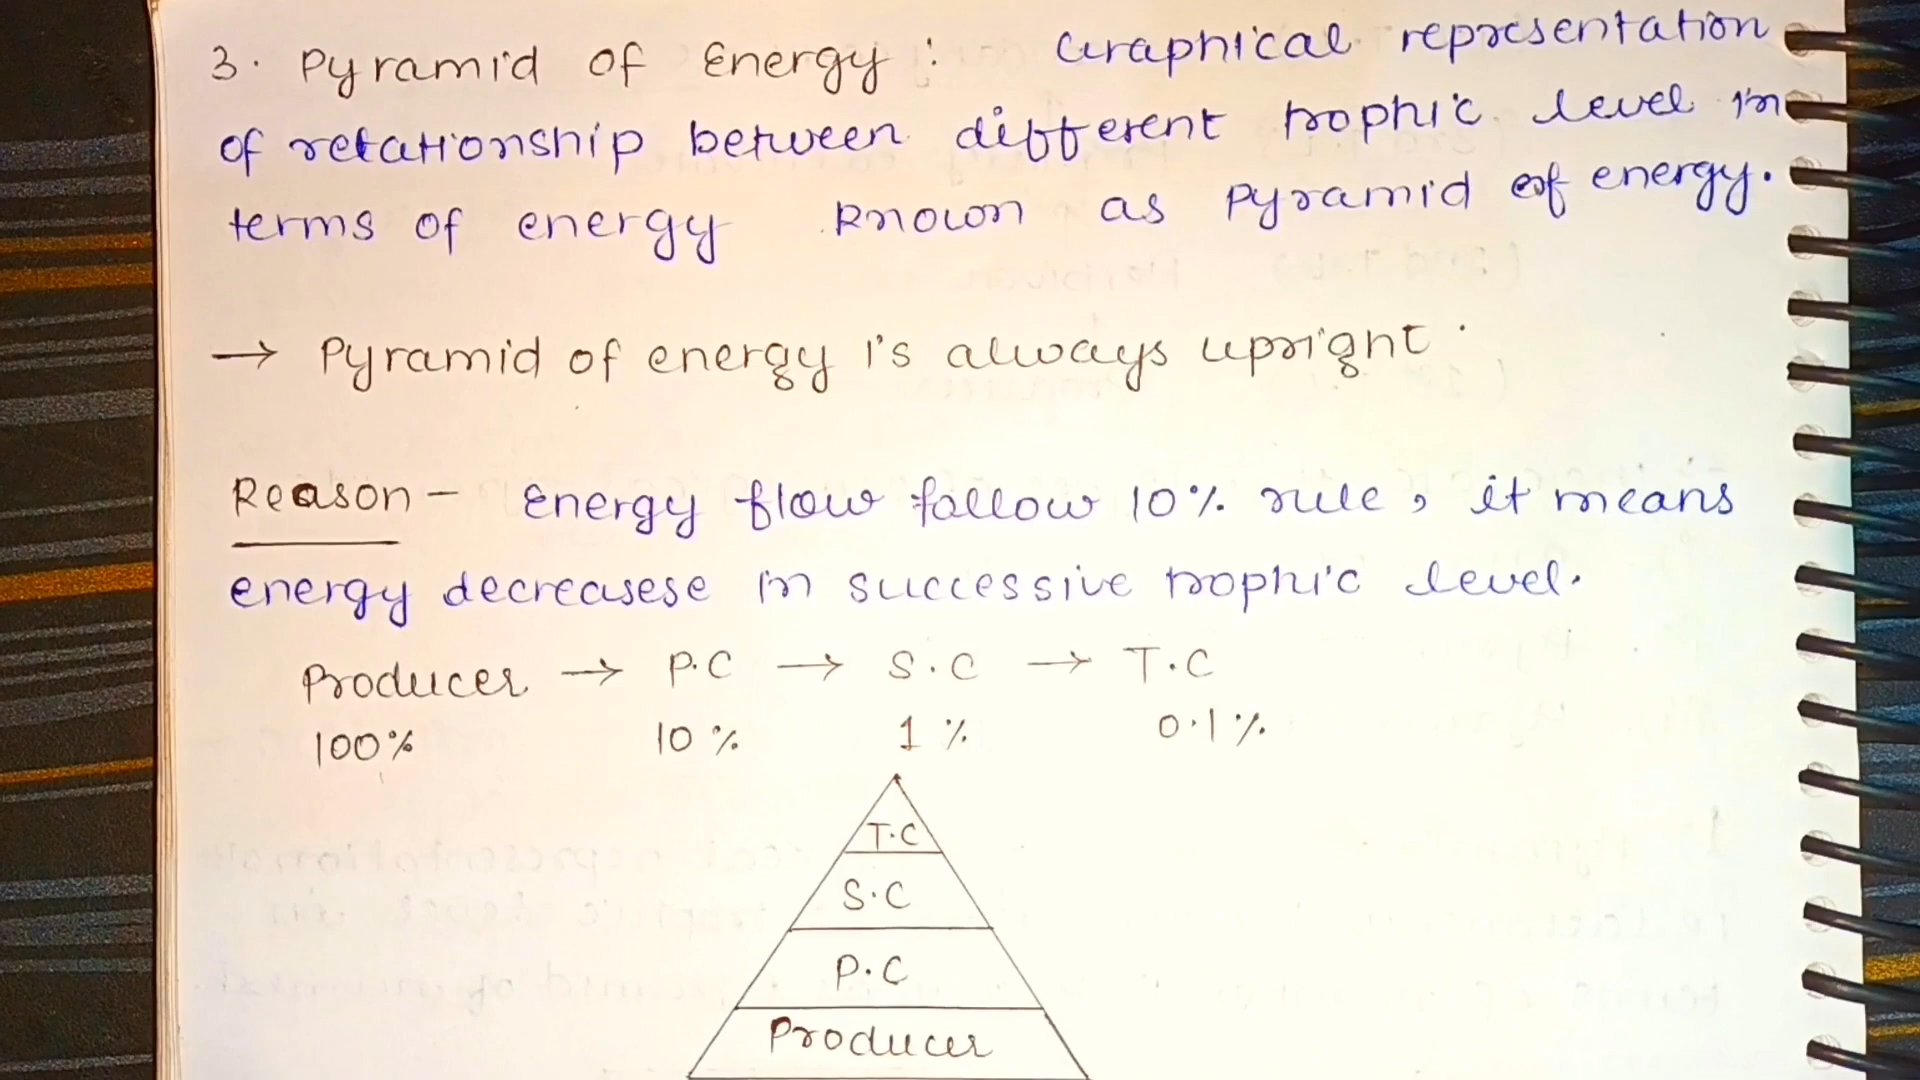 3. Pyramid of Energy : Graphical representation
of relationship between different trophic level in
terms of energy known as Pyramid of energy.
→ Pyramid of energy is always upright.
Reason – Energy flow follow 10% rule, it means
energy decreasese in successive trophic level.
Producer → P.C → S.C → T.C
100% 10% 1% 0.1%
T.C
S.C
P.C
Producer